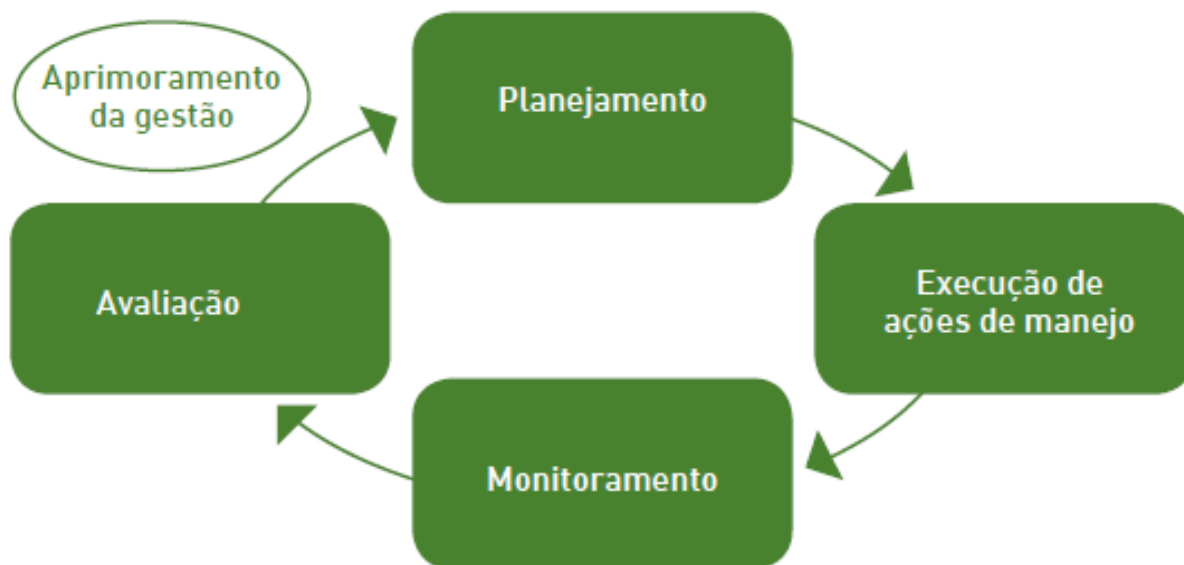 Aprimoramento
da gestão
Planejamento
Avaliação
Execução de
ações de manejo
Monitoramento